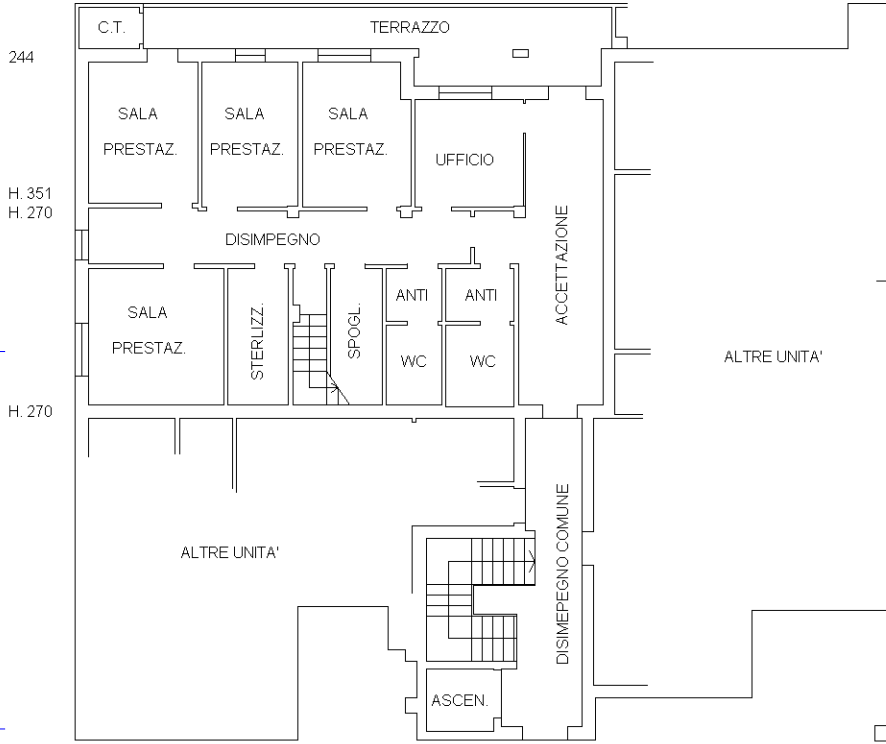 C.T.
TERRAZZO
244
SALA
PRESTAZ.
SALA
PRESTAZ.
SALA
PRESTAZ.
UFFICIO
H. 351
H. 270
DISIMPEGNO
ACCETTAZIONE
SALA
PRESTAZ.
STERLIZZ.
SPOGL.
ANTI
ANTI
WC
WC
ALTRE UNITA'
H. 270
ALTRE UNITA'
DISIMEPEGNO COMUNE
ASCEN.